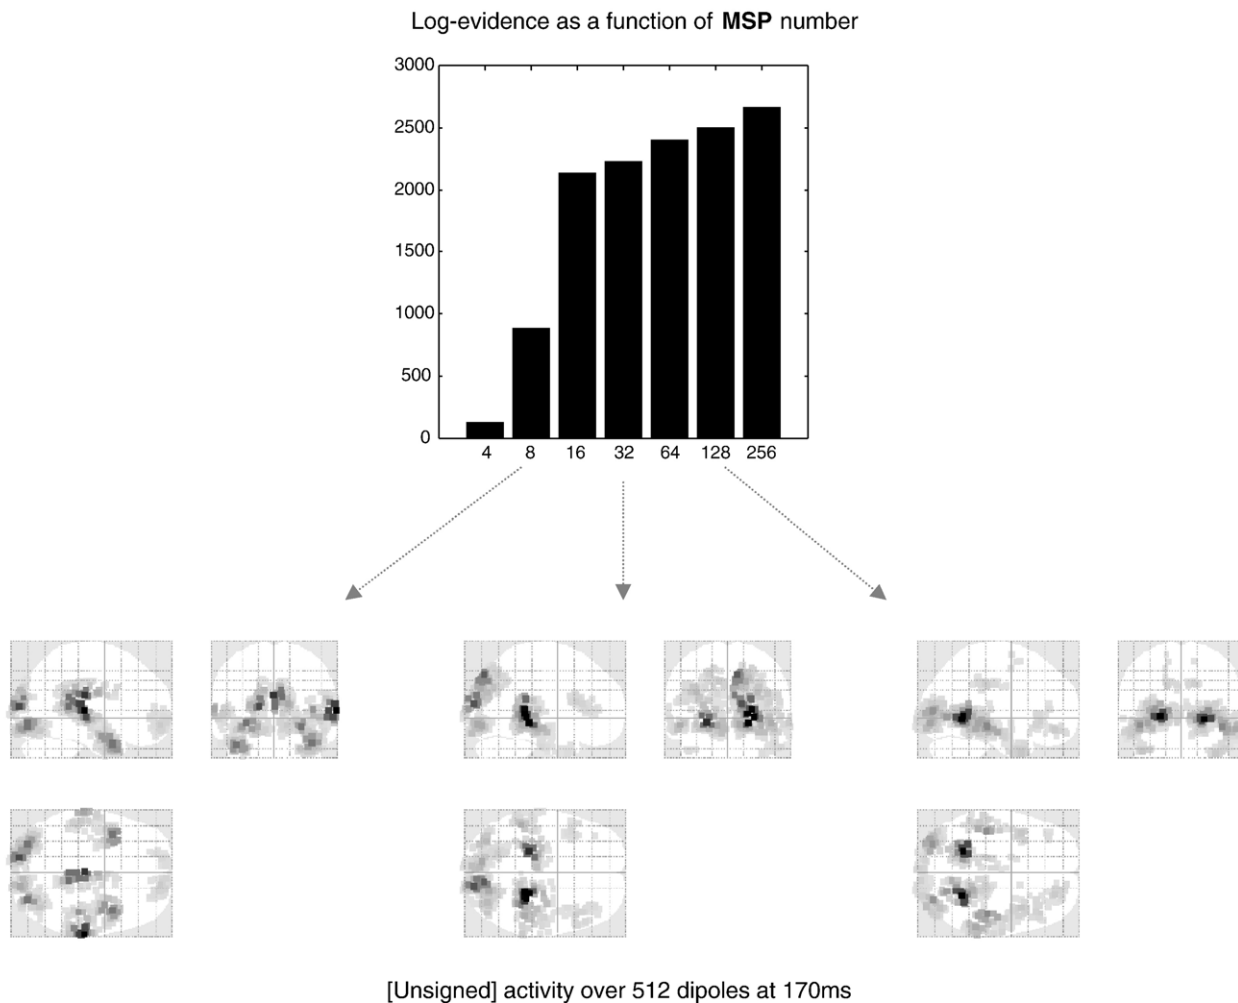 Log-evidence as a function of MSP number
3000
2500
2000
1500
1000
500
0
4 8 16 32 64 128 256
[Unsigned] activity over 512 dipoles at 170ms